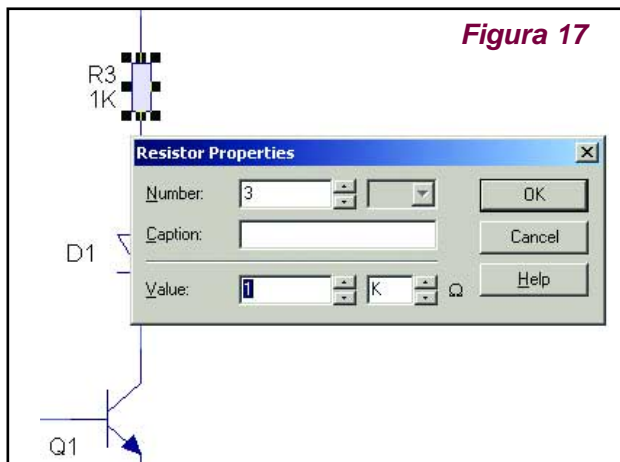 Figura 17
R3
1K
Resistor Properties
Number: 3
OK
Caption:
Cancel
D1
Value: 1 K Ω
Help
Q1